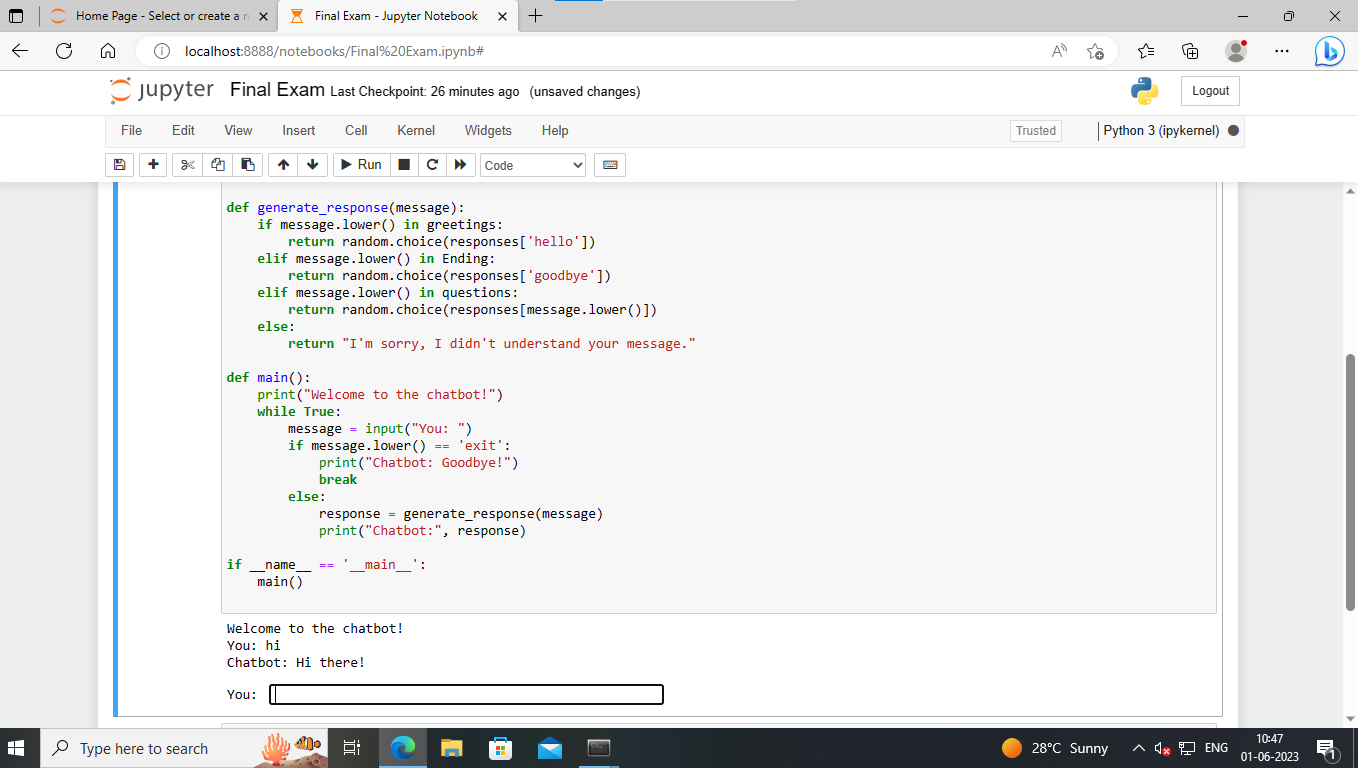 Home Page - Select or create a n
Final Exam - Jupyter Notebook
localhost:8888/notebooks/Final%20Exam.ipynb#
jupyter Final Exam Last Checkpoint: 26 minutes ago (unsaved changes)
Logout
File Edit View Insert Cell Kernel Widgets Help
Trusted
Python 3 (ipykernel)
Run
Code
def generate_response(message):
    if message.lower() in greetings:
        return random.choice(responses['hello'])
    elif message.lower() in Ending:
        return random.choice(responses['goodbye'])
    elif message.lower() in questions:
        return random.choice(responses[message.lower()])
    else:
        return "I'm sorry, I didn't understand your message."
def main():
    print("Welcome to the chatbot!")
    while True:
        message = input("You: ")
        if message.lower() == 'exit':
            print("Chatbot: Goodbye!")
            break
        else:
            response = generate_response(message)
            print("Chatbot:", response)
if __name__ == '__main__':
    main()
Welcome to the chatbot!
You: hi
Chatbot: Hi there!
You:
Type here to search
28°C Sunny
ENG
10:47
01-06-2023
1